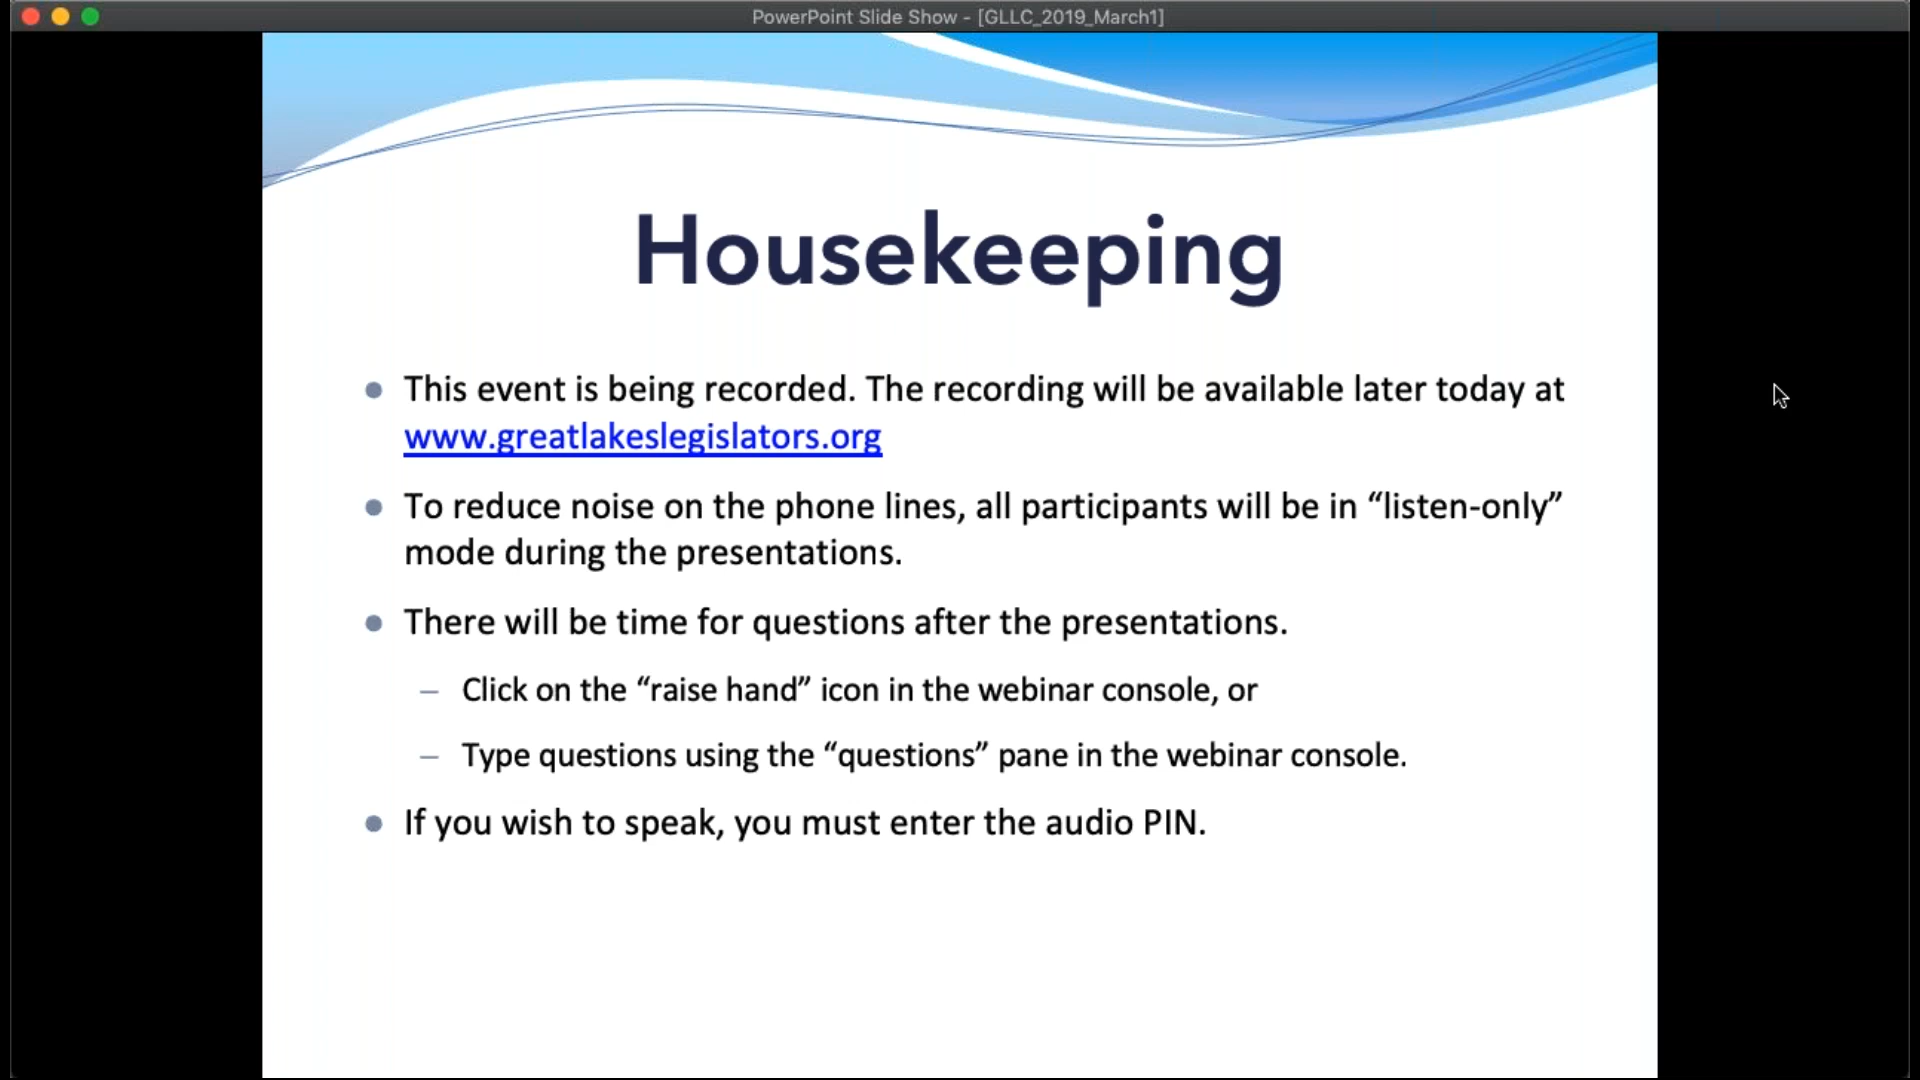 PowerPoint Slide Show - [GLLC_2019_March1]
Housekeeping
This event is being recorded. The recording will be available later today at
www.greatlakeslegislators.org
To reduce noise on the phone lines, all participants will be in “listen-only”
mode during the presentations.
There will be time for questions after the presentations.
– Click on the “raise hand” icon in the webinar console, or
– Type questions using the “questions” pane in the webinar console.
If you wish to speak, you must enter the audio PIN.